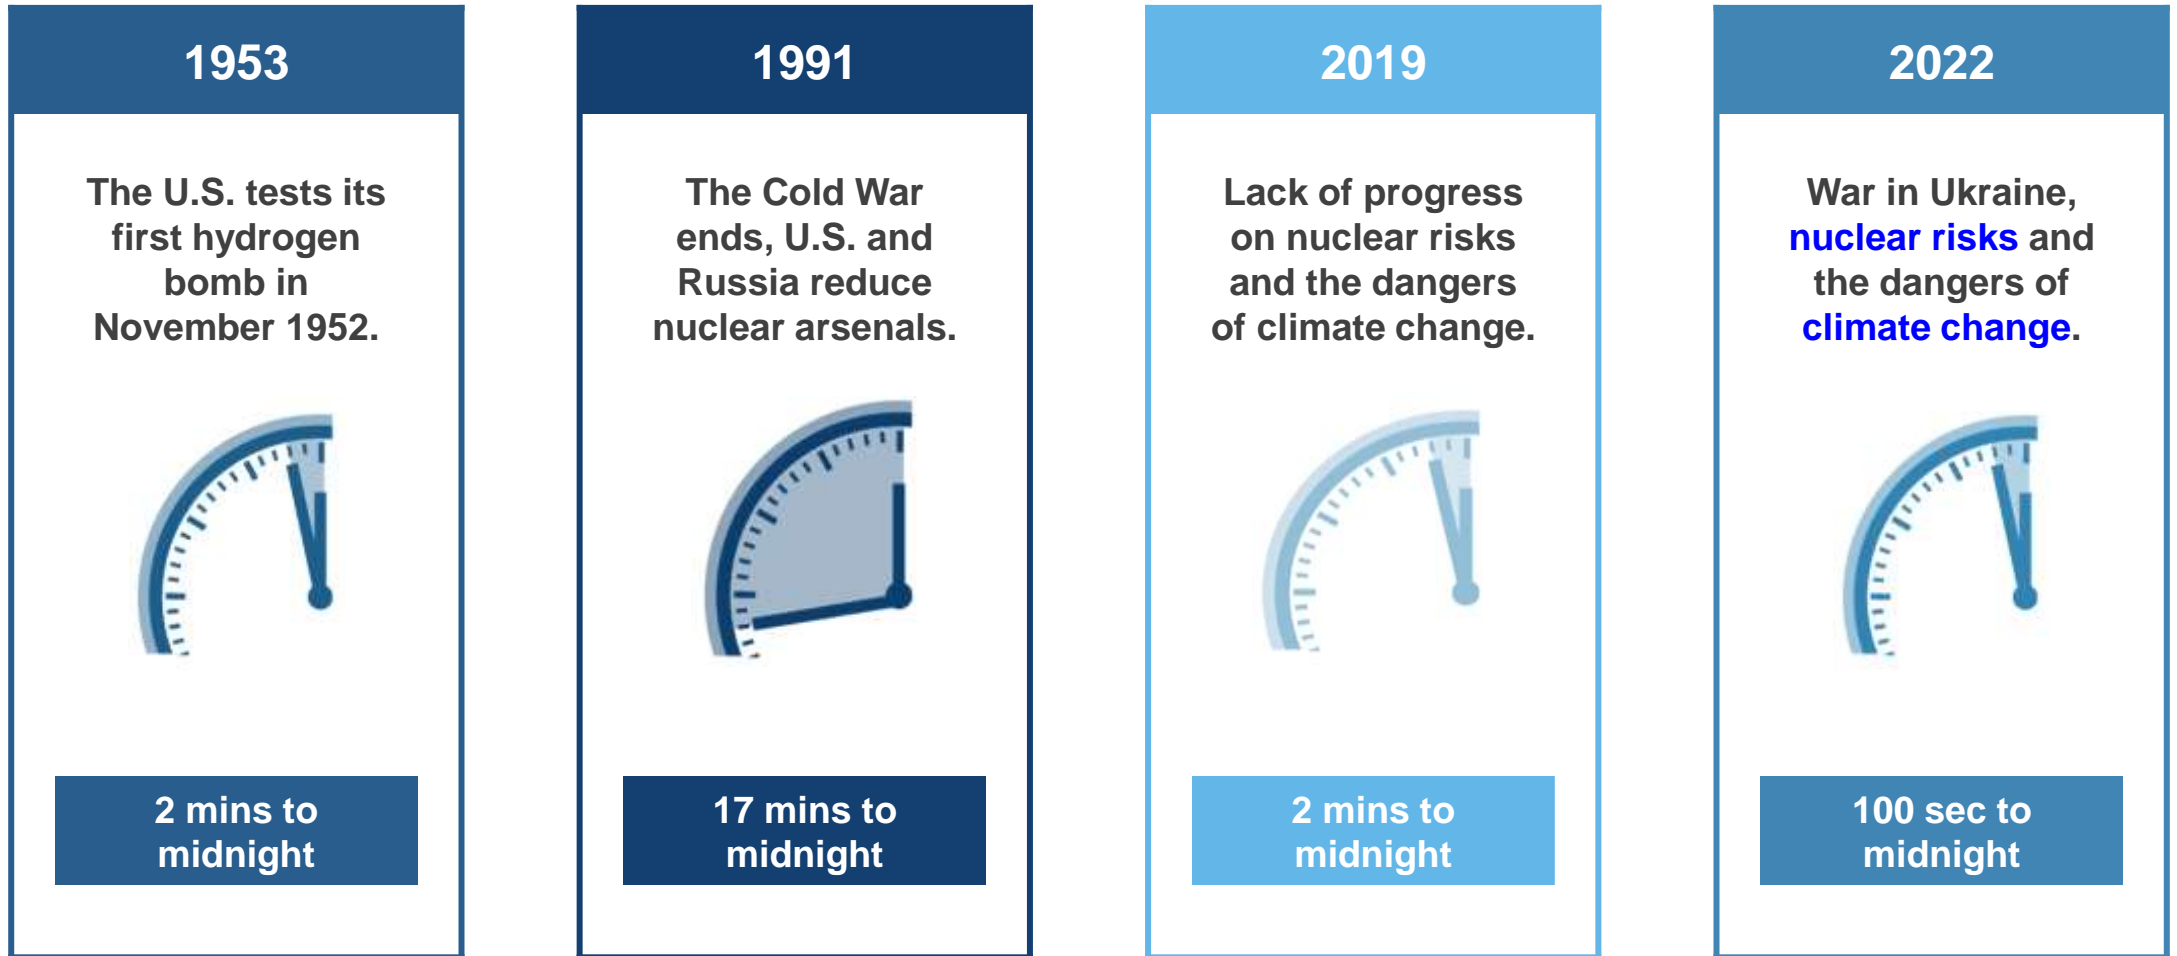 1953
The U.S. tests its
first hydrogen
bomb in
November 1952.
2 mins to
midnight
1991
The Cold War
ends, U.S. and
Russia reduce
nuclear arsenals.
17 mins to
midnight
2019
Lack of progress
on nuclear risks
and the dangers
of climate change.
2 mins to
midnight
2022
War in Ukraine,
nuclear risks and
the dangers of
climate change.
100 sec to
midnight